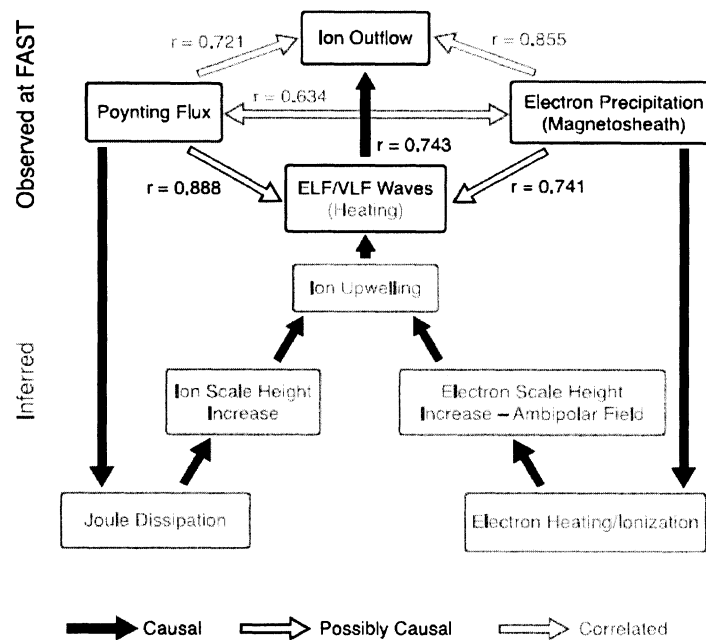 Observed at FAST
Ion Outflow
r = 0.721
r = 0.855
Poynting Flux
r = 0.634
Electron Precipitation
(Magnetosheath)
r = 0.743
r = 0.888
ELF/VLF Waves
(Heating)
r = 0.741
Ion Upwelling
Inferred
Ion Scale Height
Increase
Electron Scale Height
Increase – Ambipolar Field
Joule Dissipation
Electron Heating/Ionization
Causal
Possibly Causal
Correlated